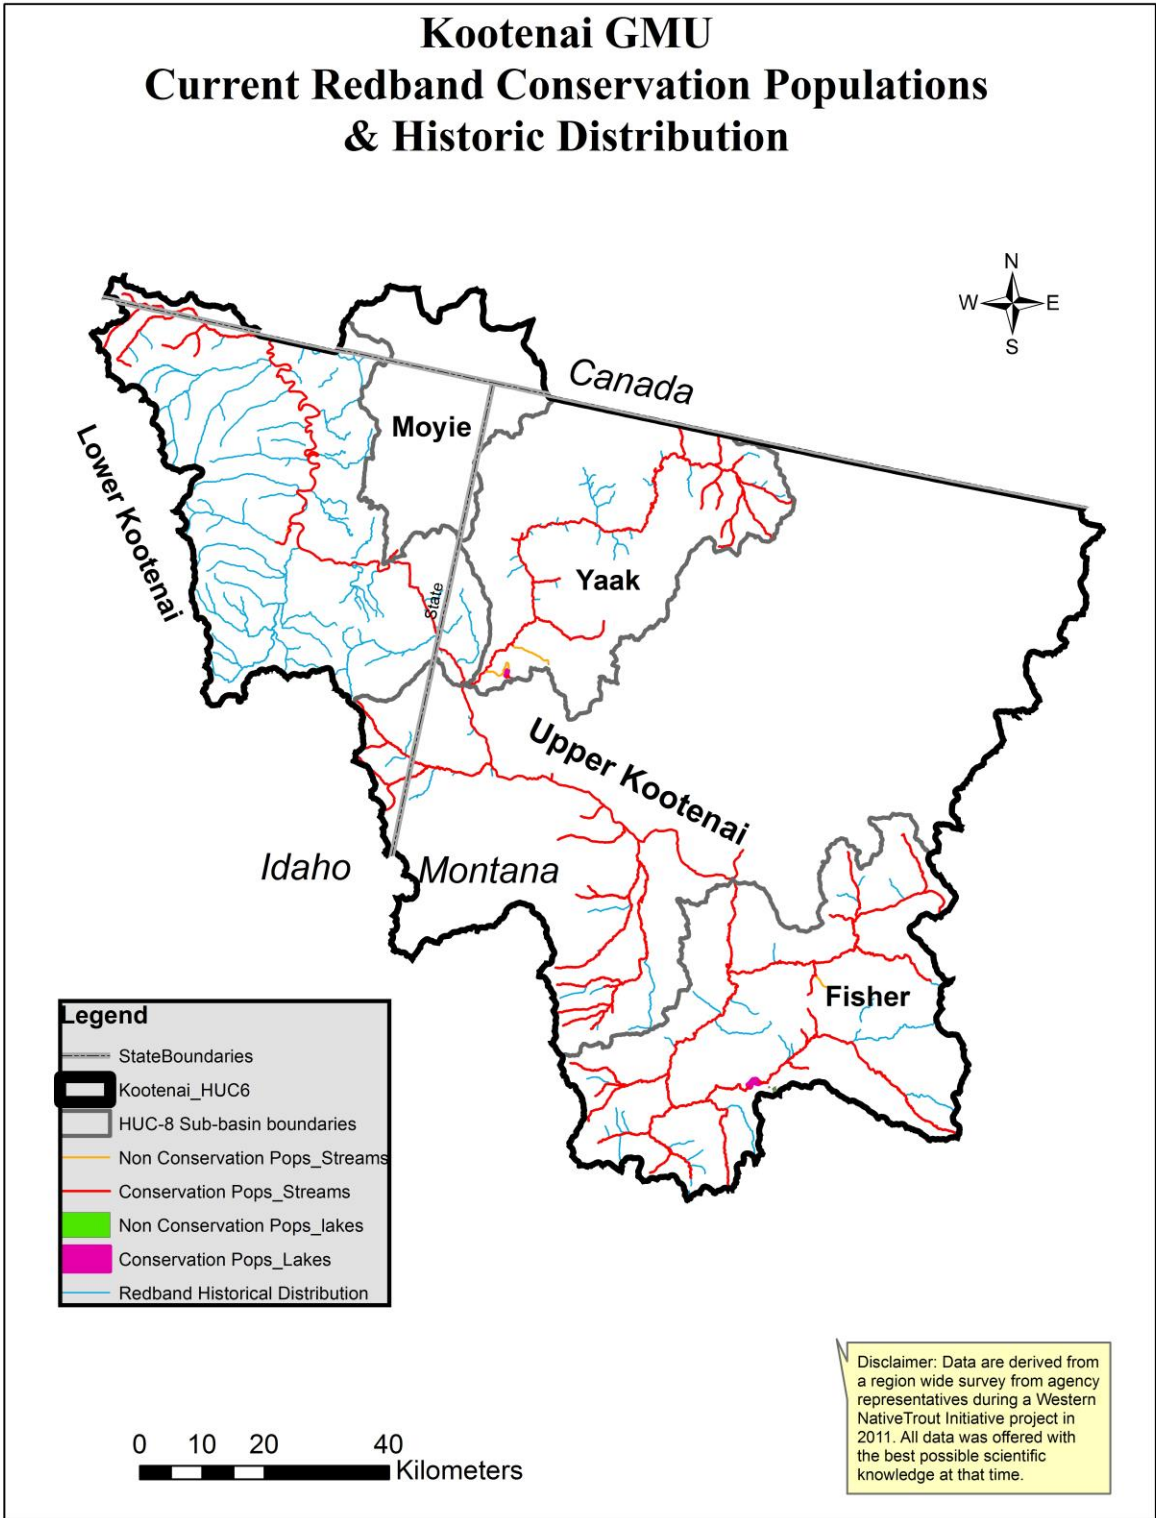 Kootenai GMU
Current Redband Conservation Populations
& Historic Distribution
N
W E
S
Canada
Moyie
Lower Kootenai
Yaak
State
Upper Kootenai
Idaho
Montana
Fisher
Legend
StateBoundaries
Kootenai_HUC6
HUC-8 Sub-basin boundaries
Non Conservation Pops_Streams
Conservation Pops_Streams
Non Conservation Pops_lakes
Conservation Pops_Lakes
Redband Historical Distribution
Disclaimer: Data are derived from
a region wide survey from agency
representatives during a Western
NativeTrout Initiative project in
2011. All data was offered with
the best possible scientific
knowledge at that time.
0 10 20 40
Kilometers